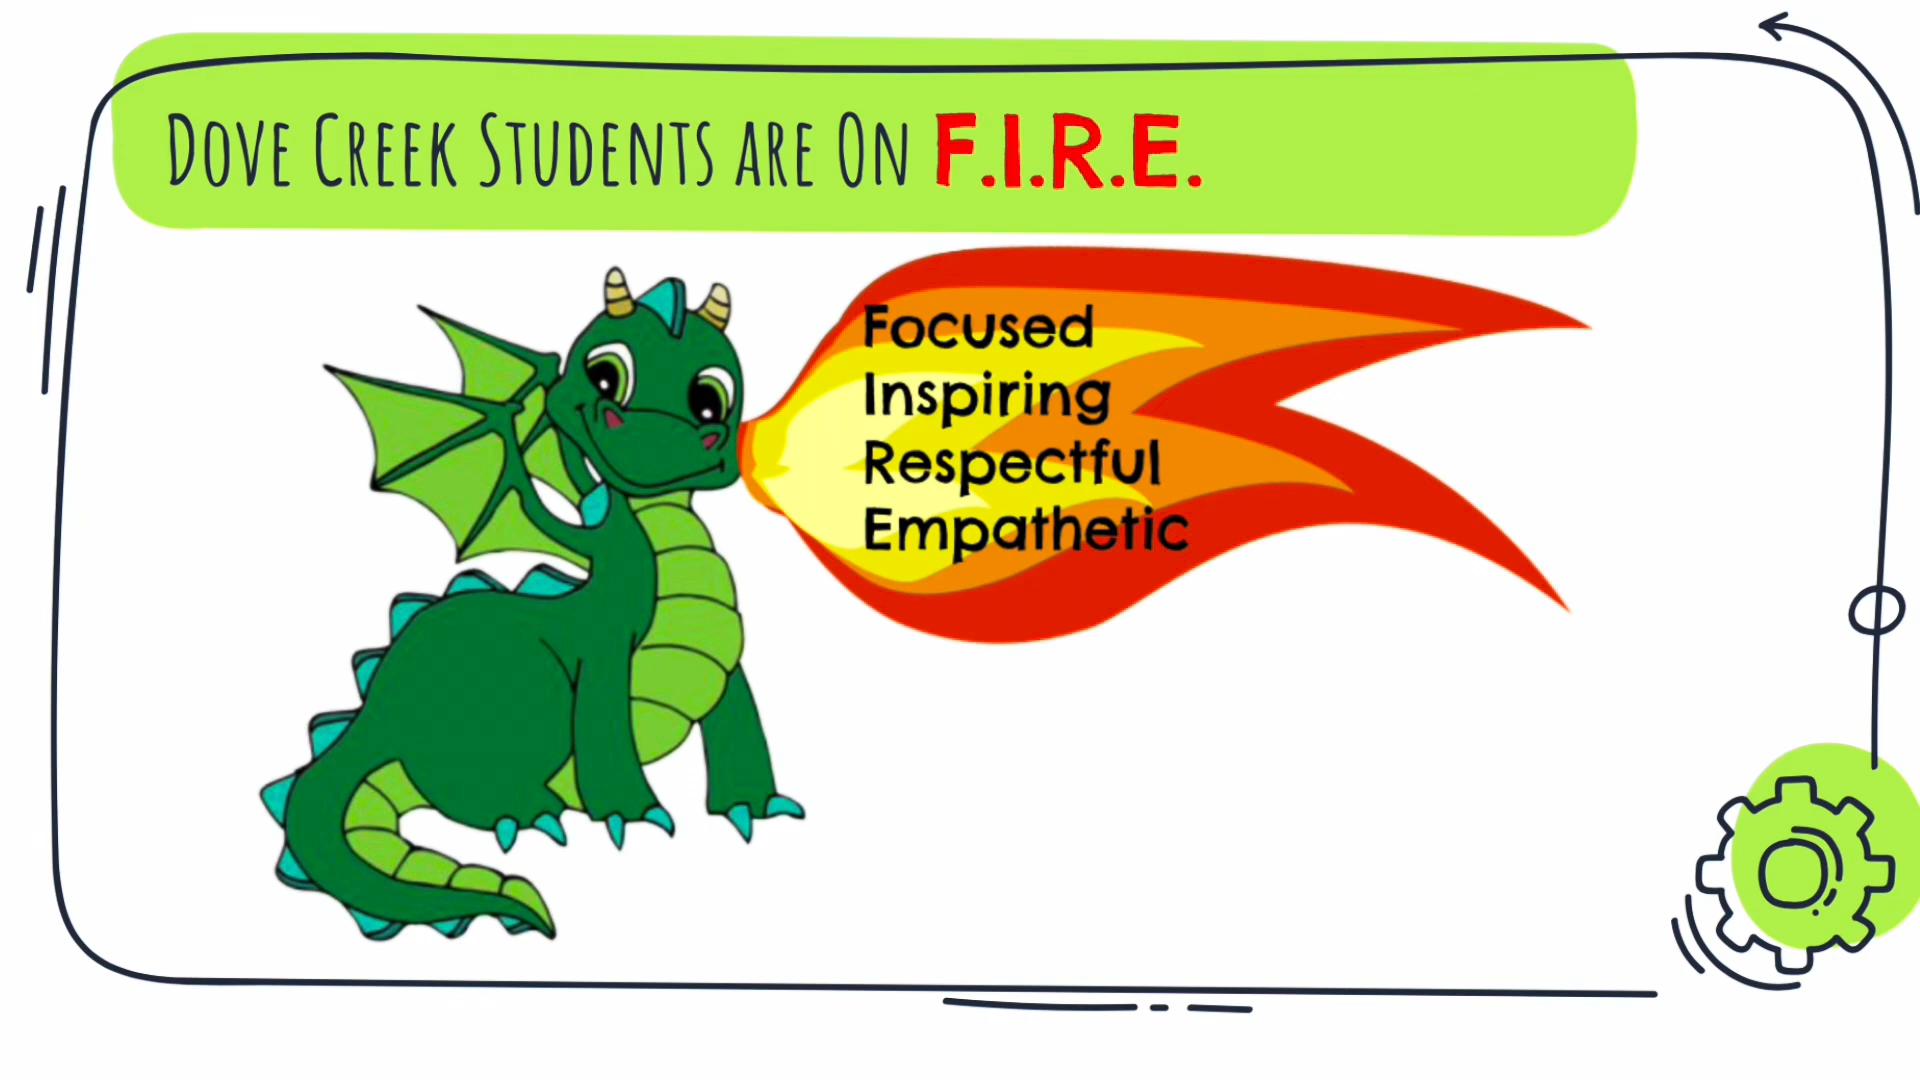 Dove Creek Students are On F.I.R.E.
Focused
Inspiring
Respectful
Empathetic